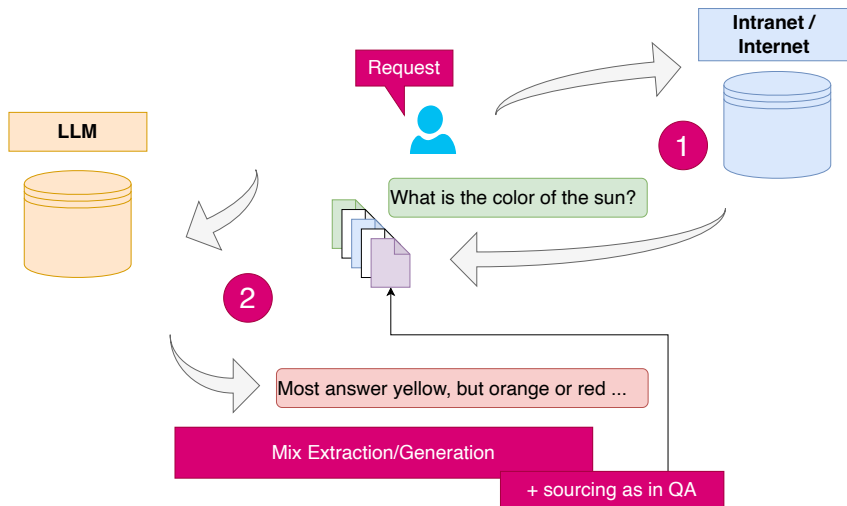 Intranet /
Internet
Request
LLM
1
What is the color of the sun?
2
Most answer yellow, but orange or red ...
Mix Extraction/Generation
+ sourcing as in QA